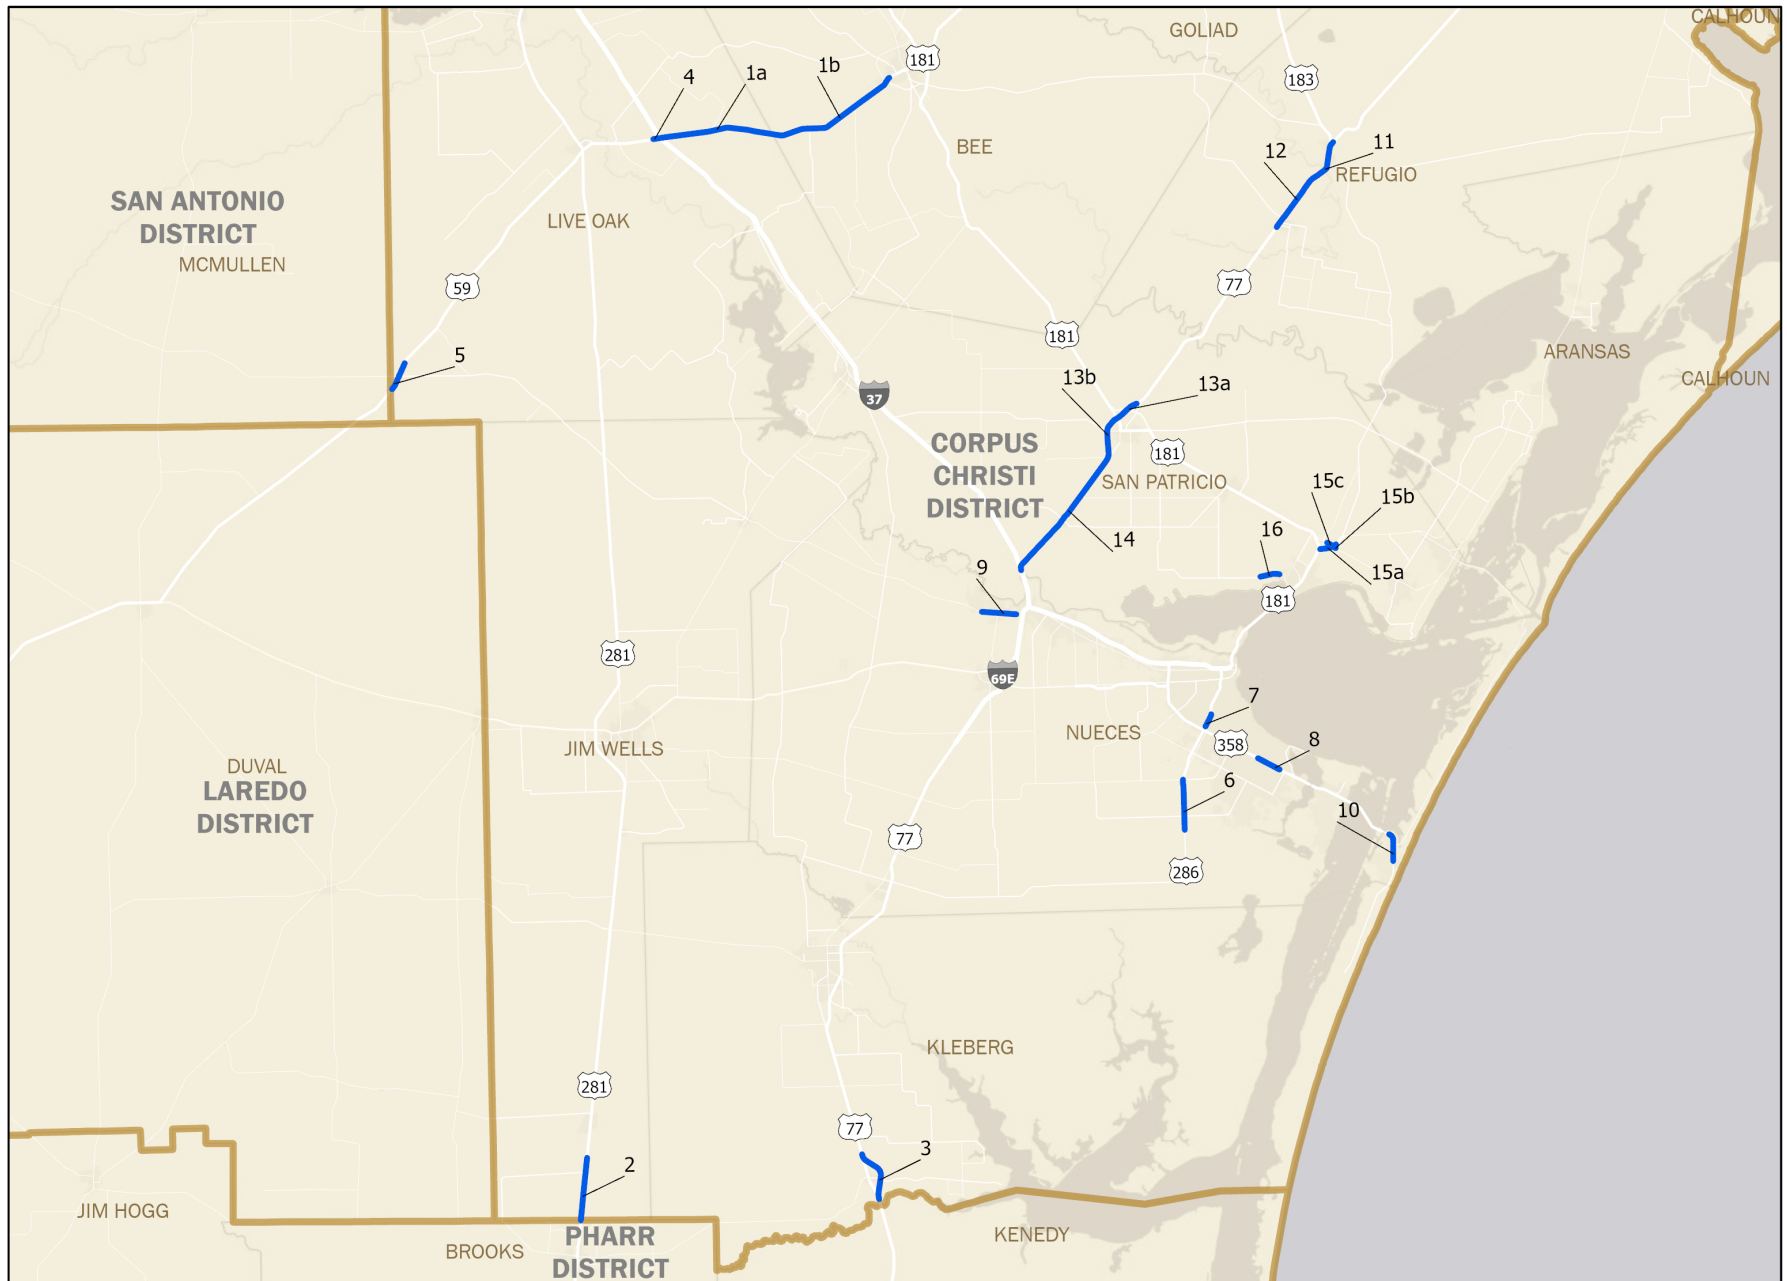 CALHOUN
GOLIAD
181
4
1a
1b
183
BEE
12
11
REFUGIO
SAN ANTONIO
DISTRICT
MCMULLEN
LIVE OAK
59
77
181
ARANSAS
5
CALHOUN
13b
13a
37
CORPUS
CHRISTI
DISTRICT
181
SAN PATRICIO
15c
15b
16
14
9
15a
181
281
69E
7
NUECES
358
8
JIM WELLS
DUVAL
LAREDO
DISTRICT
6
10
77
286
KLEBERG
281
77
3
2
JIM HOGG
BROOKS
PHARR
DISTRICT
KENEDY